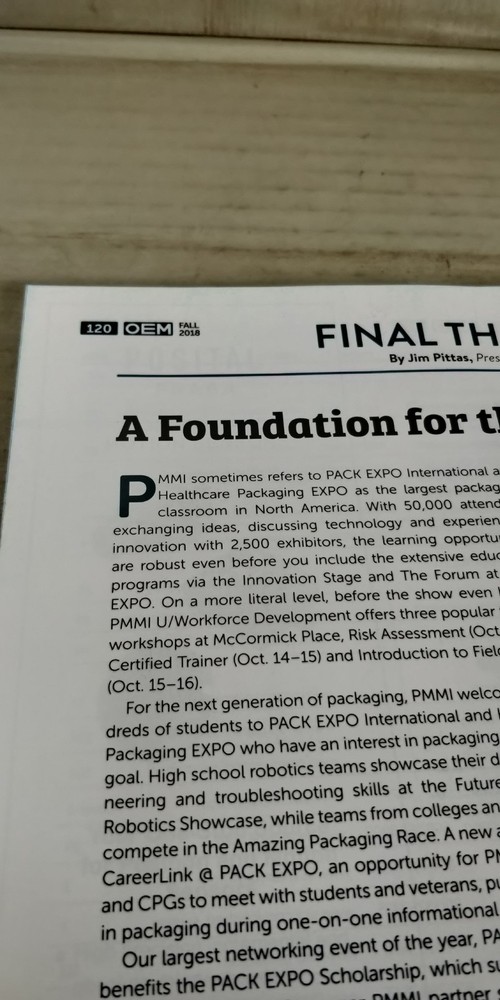 120 OEM FALL 2018
FINAL TH
By Jim Pittas, Pres
A Foundation for th
PMMI sometimes refers to PACK EXPO International a
Healthcare Packaging EXPO as the largest packag
classroom in North America. With 50,000 attend
exchanging ideas, discussing technology and experien
innovation with 2,500 exhibitors, the learning opportu
are robust even before you include the extensive educ
programs via the Innovation Stage and The Forum at
EXPO. On a more literal level, before the show even
PMMI U/Workforce Development offers three popular
workshops at McCormick Place, Risk Assessment (Oct
Certified Trainer (Oct. 14–15) and Introduction to Fiel
(Oct. 15–16).
For the next generation of packaging, PMMI welco
dreds of students to PACK EXPO International and
Packaging EXPO who have an interest in packaging
goal. High school robotics teams showcase their d
neering and troubleshooting skills at the Future
Robotics Showcase, while teams from colleges an
compete in the Amazing Packaging Race. A new a
CareerLink @ PACK EXPO, an opportunity for PM
and CPGs to meet with students and veterans, pu
in packaging during one-on-one informational
Our largest networking event of the year, PA
benefits the PACK EXPO Scholarship, which su
PMMI partner